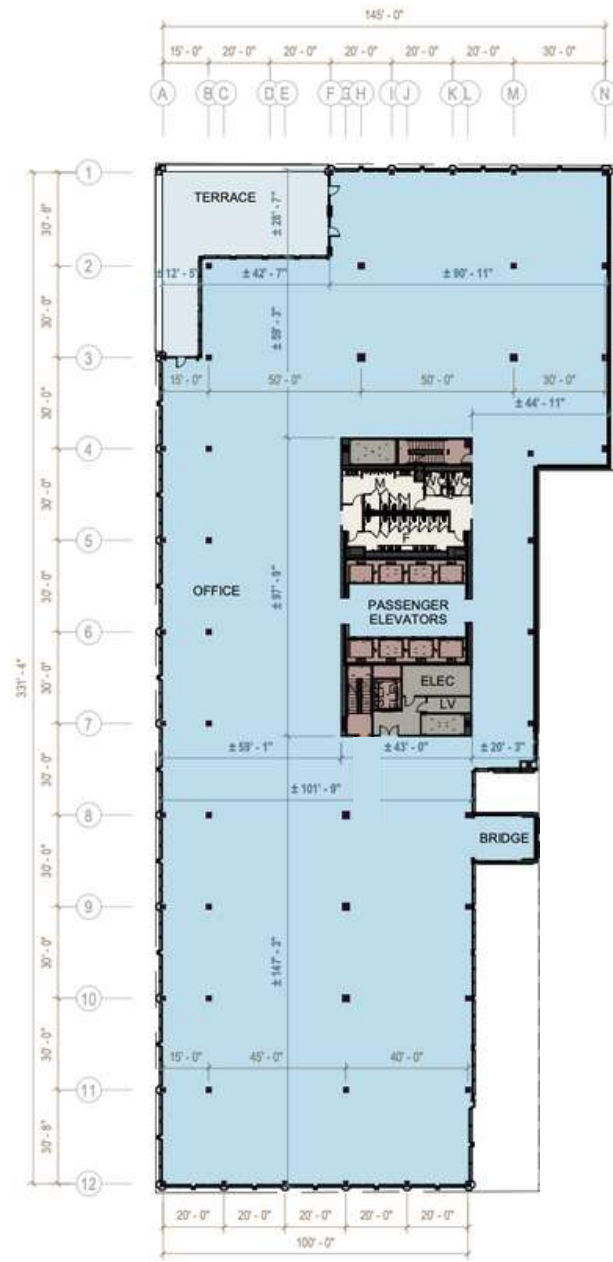 145' - 0"
15' - 0" 20' - 0" 20' - 0" 20' - 0" 20' - 0" 20' - 0" 30' - 0"
A B C D E F G H I J K L M N
1
TERRACE
± 28' - 7"
30' - 0"
2
± 12' - 5" ± 42' - 7" ± 90' - 11"
± 59' - 3"
30' - 0"
3
15' - 0" 50' - 0" 50' - 0" 30' - 0"
± 44' - 11"
30' - 0"
4
WC WC
M
30' - 0"
5
F
± 97' - 9"
OFFICE
PASSENGER
ELEVATORS
30' - 0"
6
331' - 4"
ELEC
30' - 0"
LV
7
± 59' - 1" ± 43' - 0" ± 20' - 3"
30' - 0"
± 101' - 9"
8
BRIDGE
30' - 0"
9
± 147' - 3"
30' - 0"
10
30' - 0"
15' - 0" 45' - 0" 40' - 0"
11
30' - 8"
12
20' - 0" 20' - 0" 20' - 0" 20' - 0" 20' - 0"
100' - 0"